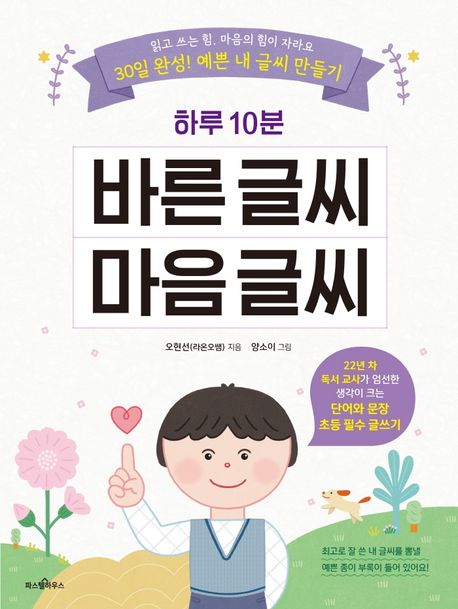 읽고 쓰는 힘, 마음의 힘이 자라요
30일 완성! 예쁜 내 글씨 만들기
하루 10분
바른 글씨
마음 글씨
오현선(라온오쌤) 지음 양소이 그림
22년 차
독서 교사가 엄선한
생각이 크는
단어와 문장
초등 필수 글쓰기
최고로 잘 쓴 내 글씨를 뽐낼
예쁜 종이 부록이 들어 있어요!
파스텔하우스